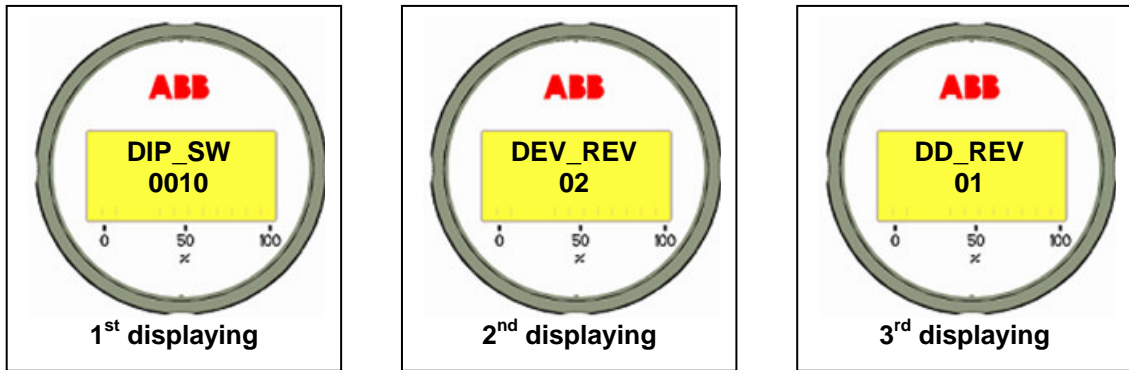 ABB
DIP_SW
0010
0 50 100
%
1st displaying
ABB
DEV_REV
02
0 50 100
%
2nd displaying
ABB
DD_REV
01
0 50 100
%
3rd displaying